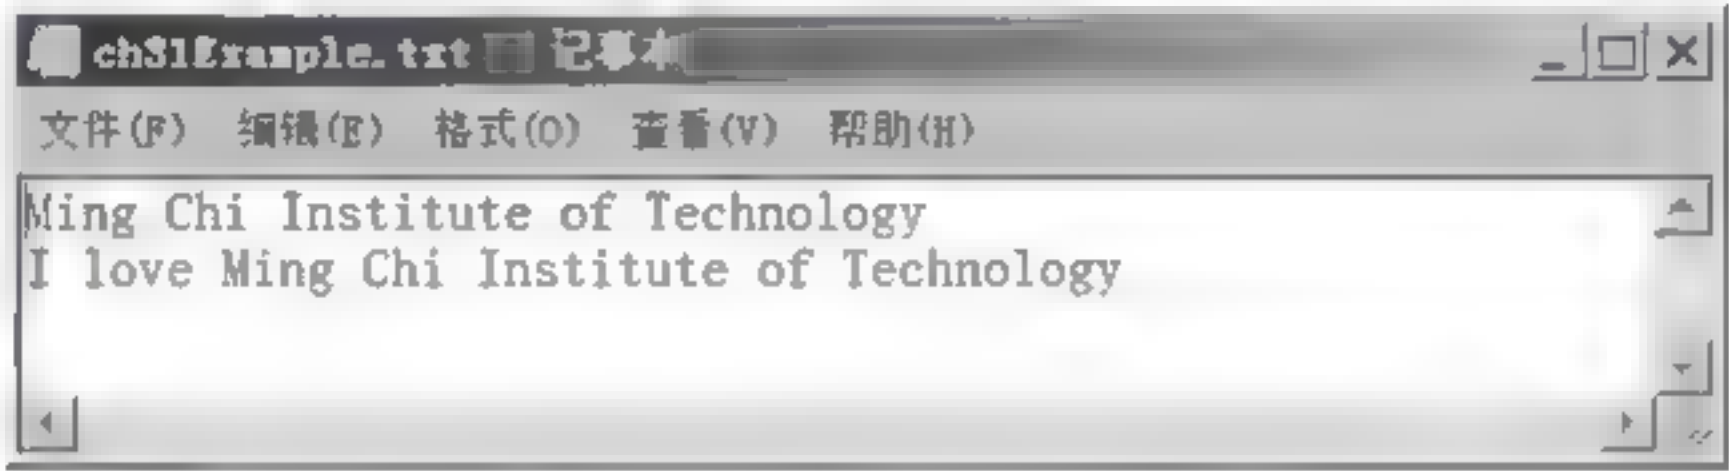 ch31Example.txt 记事本
文件(F) 编辑(E) 格式(O) 查看(V) 帮助(H)
Ming Chi Institute of Technology
I love Ming Chi Institute of Technology